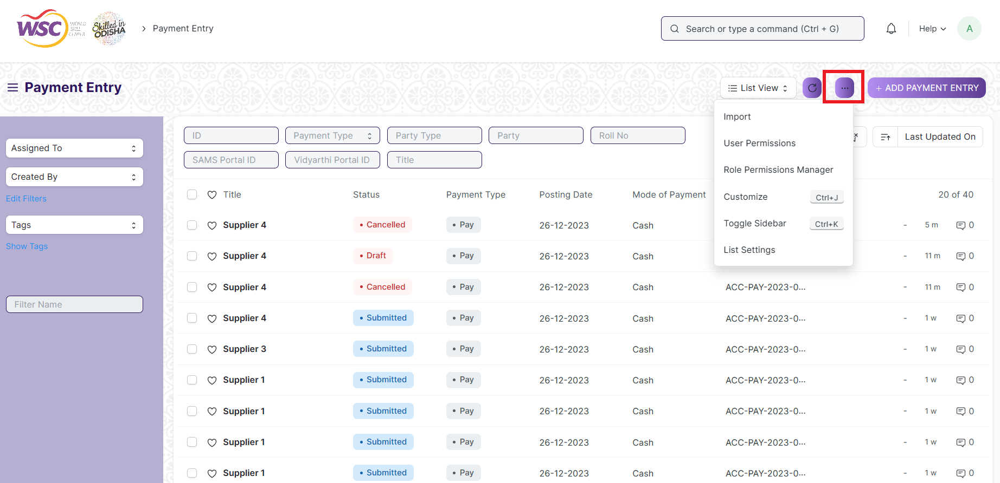 WSC WORLD SKILL CENTER Skilled in ODISHA › Payment Entry Search or type a command (Ctrl + G) Help A
Payment Entry List View ... + ADD PAYMENT ENTRY
Import
User Permissions
Role Permissions Manager
Customize Ctrl+J
Toggle Sidebar Ctrl+K
List Settings
Assigned To
Created By
Edit Filters
Tags
Show Tags
Filter Name
ID Payment Type Party Type Party Roll No Last Updated On
SAMS Portal ID Vidyarthi Portal ID Title
Title Status Payment Type Posting Date Mode of Payment 20 of 40
Supplier 4 • Cancelled • Pay 26-12-2023 Cash - 5 m 0
Supplier 4 • Draft • Pay 26-12-2023 Cash - 11 m 0
Supplier 4 • Cancelled • Pay 26-12-2023 Cash ACC-PAY-2023-0... - 11 m 0
Supplier 4 • Submitted • Pay 26-12-2023 Cash ACC-PAY-2023-0... - 1 w 0
Supplier 3 • Submitted • Pay 26-12-2023 Cash ACC-PAY-2023-0... - 1 w 0
Supplier 1 • Submitted • Pay 26-12-2023 Cash ACC-PAY-2023-0... - 1 w 0
Supplier 1 • Submitted • Pay 26-12-2023 Cash ACC-PAY-2023-0... - 1 w 0
Supplier 1 • Submitted • Pay 26-12-2023 Cash ACC-PAY-2023-0... - 1 w 0
Supplier 1 • Submitted • Pay 26-12-2023 Cash ACC-PAY-2023-0... - 1 w 0